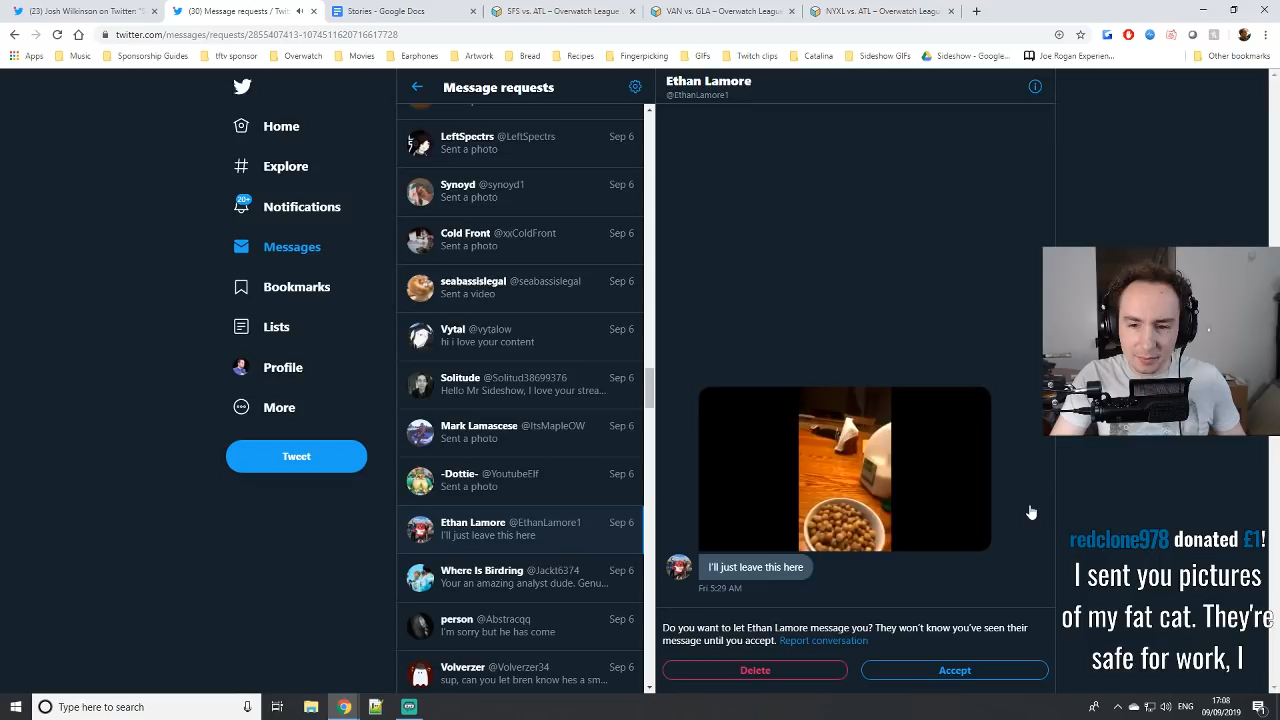 (23) Josh Wilkinson on Twitter: "S
(30) Message requests / Twit
Stories - Google Docs
SFS vs. ATL – Overwatch League
VAN vs. GLA – Overwatch League
NYXL vs. ATL – Overwatch League
twitter.com/messages/requests/2855407413-1074511620716617728
Apps
Music
Movies
Earphones
Artwork
Bread
Recipes
Fingerpicking
GIFs
Twitch clips
Catalina
Sideshow GIFs
Sideshow - Google...
Joe Rogan Experien...
Other bookmarks
tftv sponsor
Overwatch
Sponsorship Guides
Home
Explore
20+
Notifications
Messages
Bookmarks
Lists
Profile
More
Tweet
Message requests
LeftSpectrs @LeftSpectrs Sep 6
Sent a photo
Synoyd @synoyd1 Sep 6
Sent a photo
Cold Front @xxColdFront Sep 6
Sent a photo
seabassislegal @seabassislegal Sep 6
Sent a video
Vytal @vytalow Sep 6
hi i love your content
Solitude @Solitud38699376 Sep 6
Hello Mr Sideshow, I love your strea...
Mark Lamascese @ItsMapleOW Sep 6
Sent a photo
-Dottie- @YoutubeElf Sep 6
Sent a photo
Ethan Lamore @EthanLamore1 Sep 6
I'll just leave this here
Where Is Birdring @Jackt6374 Sep 6
Your an amazing analyst dude. Genu...
person @Abstracqq Sep 6
I'm sorry but he has come
Volverzer @Volverzer34 Sep 6
sup, can you let bren know hes a sm...
Ethan Lamore
@EthanLamore1
I'll just leave this here
Fri 5:29 AM
Do you want to let Ethan Lamore message you? They won't know you've seen their
message until you accept. Report conversation
Delete
Accept
redclone978 donated £1!
I sent you pictures
of my fat cat. They're
safe for work, I
Type here to search
ENG
17:08
09/09/2019